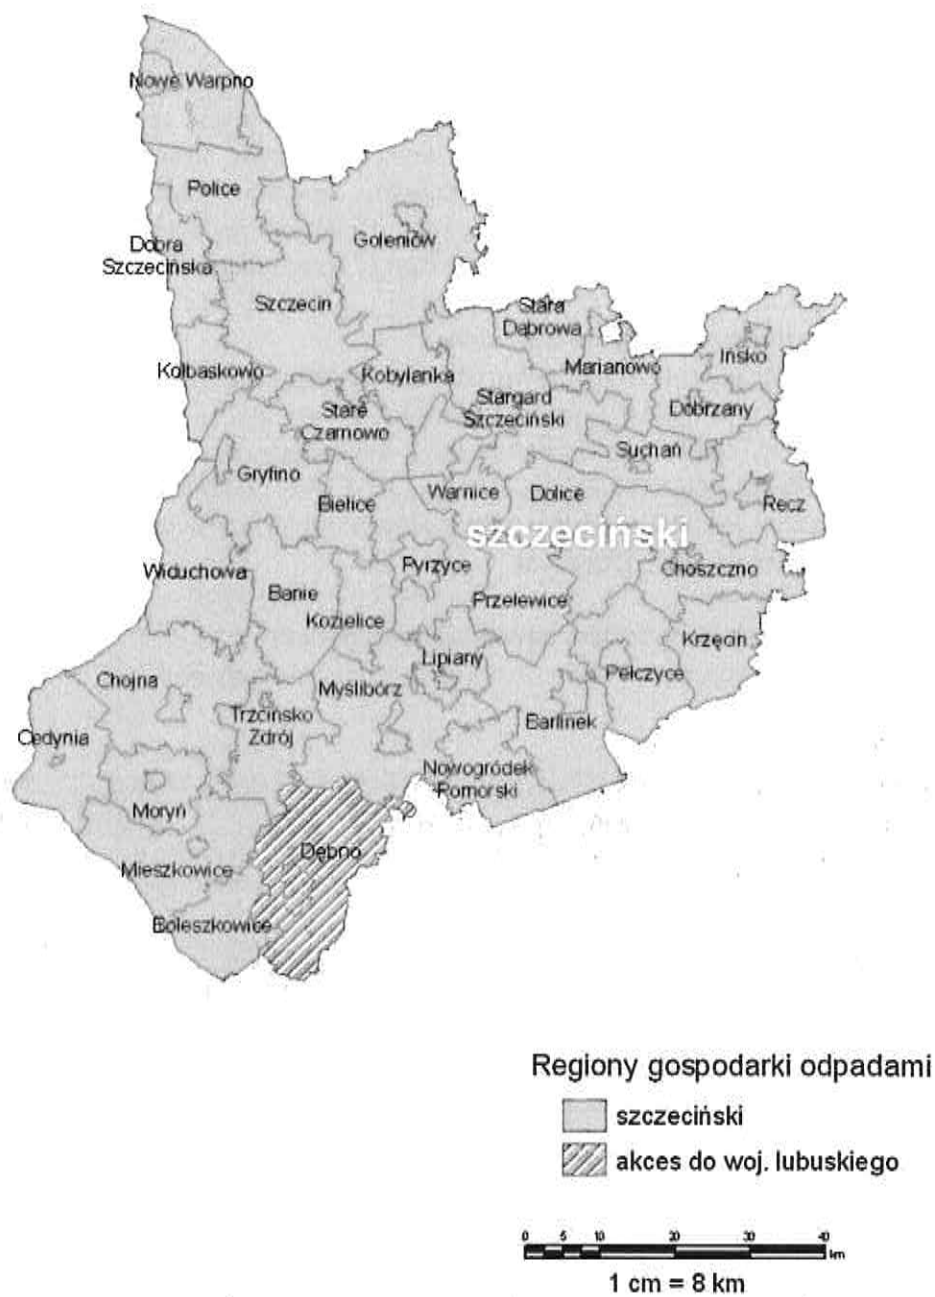 Nowe Warpno
Police
Goleniów
Dobra
Szczecińska
Szczecin
Stara
Dąbrowa
Kołbaskowo
Kobylanka
Marianowo
Ińsko
Stare
Czarnowo
Stargard
Szczeciński
Dobrzany
Suchań
Gryfino
Bielice
Warnice
Dolice
Recz
szczeciński
Widuchowa
Banie
Pyrzyce
Choszczno
Kozielice
Przelewice
Krzęcin
Lipiany
Pełczyce
Chojna
Myślibórz
Trzcińsko
Zdrój
Barlinek
Cedynia
Nowogródek
Pomorski
Moryń
Mieszkowice
Dębno
Boleszkowice
Regiony gospodarki odpadami
szczeciński
akces do woj. lubuskiego
0 5 10 20 30 40
km
1 cm = 8 km